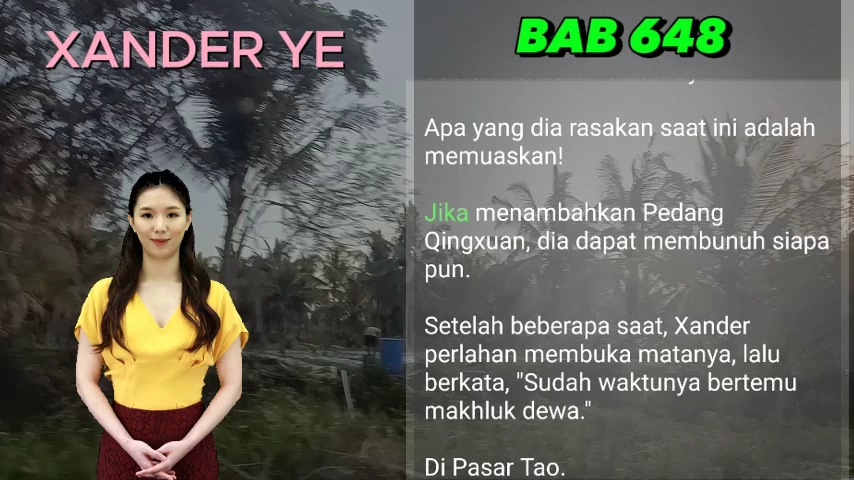 XANDER YE
BAB 648
Apa yang dia rasakan saat ini adalah
memuaskan!
Jika menambahkan Pedang
Qingxuan, dia dapat membunuh siapa
pun.
Setelah beberapa saat, Xander
perlahan membuka matanya, lalu
berkata, "Sudah waktunya bertemu
makhluk dewa."
Di Pasar Tao.